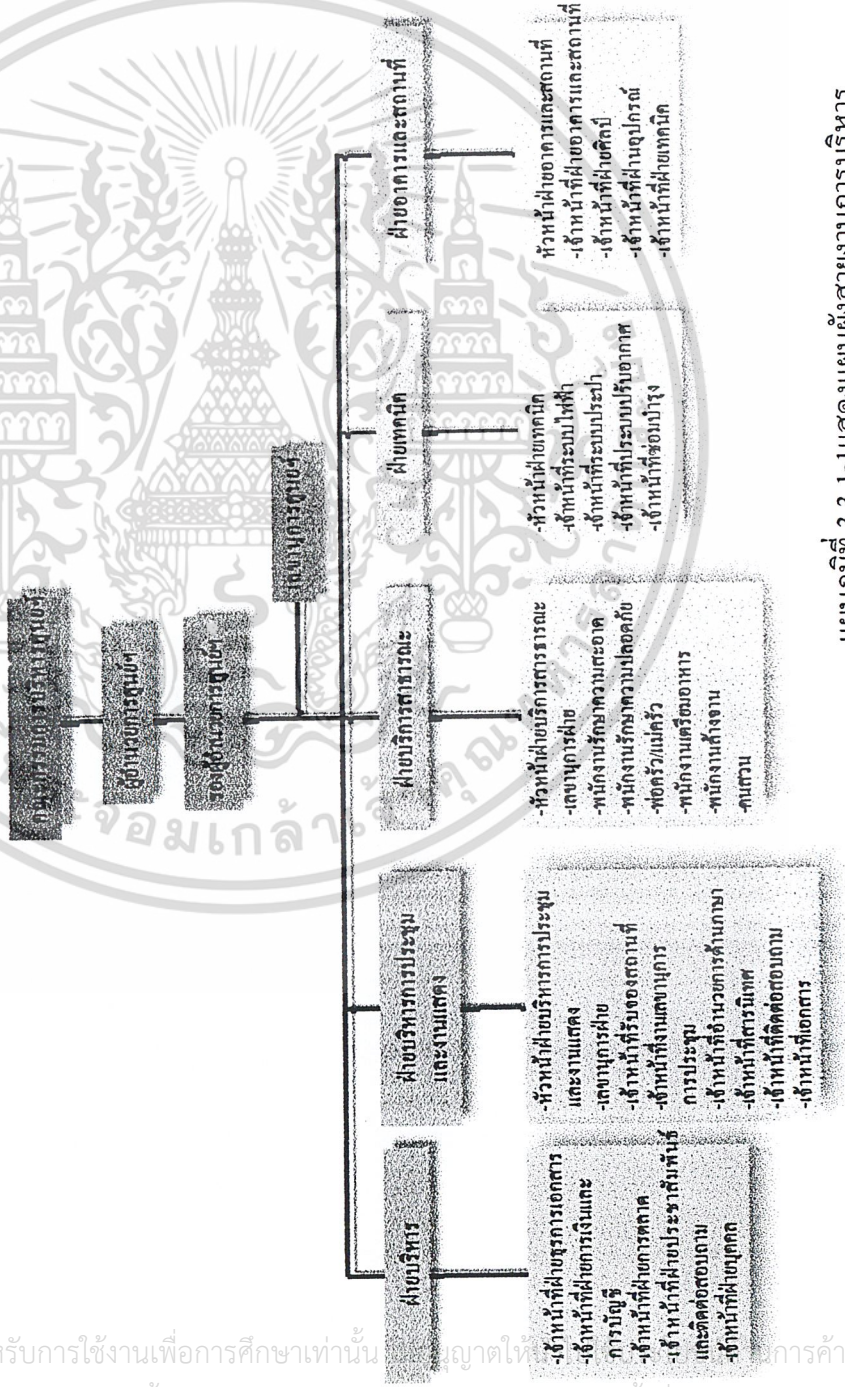 คณะกรรมการบริหารศูนย์ฯ
ผู้อำนวยการศูนย์ฯ
รองผู้อำนวยการศูนย์ฯ
เลขานุการศูนย์ฯ
ฝ่ายบริหาร
-เจ้าหน้าที่ฝ่ายธุรการเอกสาร
-เจ้าหน้าที่ฝ่ายการเงินและ
การบัญชี
-เจ้าหน้าที่ฝ่ายการตลาด
-เจ้าหน้าที่ฝ่ายประชาสัมพันธ์
และติดต่อสอบถาม
-เจ้าหน้าที่ฝ่ายบุคคล
ฝ่ายบริหารการประชุม
และงานแสดง
-หัวหน้าฝ่ายบริหารการประชุม
และงานแสดง
-เลขานุการฝ่าย
-เจ้าหน้าที่รับจองสถานที่
-เจ้าหน้าที่งานเลขานุการ
การประชุม
-เจ้าหน้าที่อำนวยการด้านภาษา
-เจ้าหน้าที่สารนิเทศ
-เจ้าหน้าที่ติดต่อสอบถาม
-เจ้าหน้าที่เอกสาร
ฝ่ายบริการสาธารณะ
-หัวหน้าฝ่ายบริการสาธารณะ
-เลขานุการฝ่าย
-พนักงานรักษาความสะอาด
-พนักงานรักษาความปลอดภัย
-พ่อครัว/แม่ครัว
-พนักงานเตรียมอาหาร
-พนักงานล้างจาน
-คนสวน
ฝ่ายเทคนิค
-หัวหน้าฝ่ายเทคนิค
-เจ้าหน้าที่ระบบไฟฟ้า
-เจ้าหน้าที่ระบบประปา
-เจ้าหน้าที่ประบบปรับอากาศ
-เจ้าหน้าที่ซ่อมบำรุง
ฝ่ายอาคารและสถานที่
หัวหน้าฝ่ายอาคารและสถานที่
-เจ้าหน้าที่ฝ่ายอาคารและสถานที่
-เจ้าหน้าที่ฝ่ายศิลป์
-เจ้าหน้าที่ฝ่านอุปกรณ์
-เจ้าหน้าที่ฝ่ายเทคนิค
แผนภูมิที่ 2.2.1-1แสดงแผนผังสายงานการบริหาร